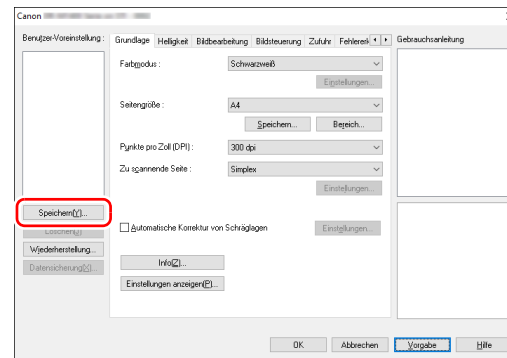 Canon
Benutzer-Voreinstellung :
Grundlage Helligkeit Bildbearbeitung Bildsteuerung Zufuhr Fehlererk
Gebrauchsanleitung
Farbmodus :
Schwarzweiß
Einstellungen...
Seitengröße :
A4
Speichern...
Bereich...
Punkte pro Zoll (DPI) :
300 dpi
Zu scannende Seite :
Simplex
Einstellungen...
Speichern(Y)...
Löschen(J)
Wiederherstellung...
Datensicherung(X)...
Automatische Korrektur von Schräglagen
Einstellungen...
Info(Z)...
Einstellungen anzeigen(P)...
OK Abbrechen Vorgabe Hilfe